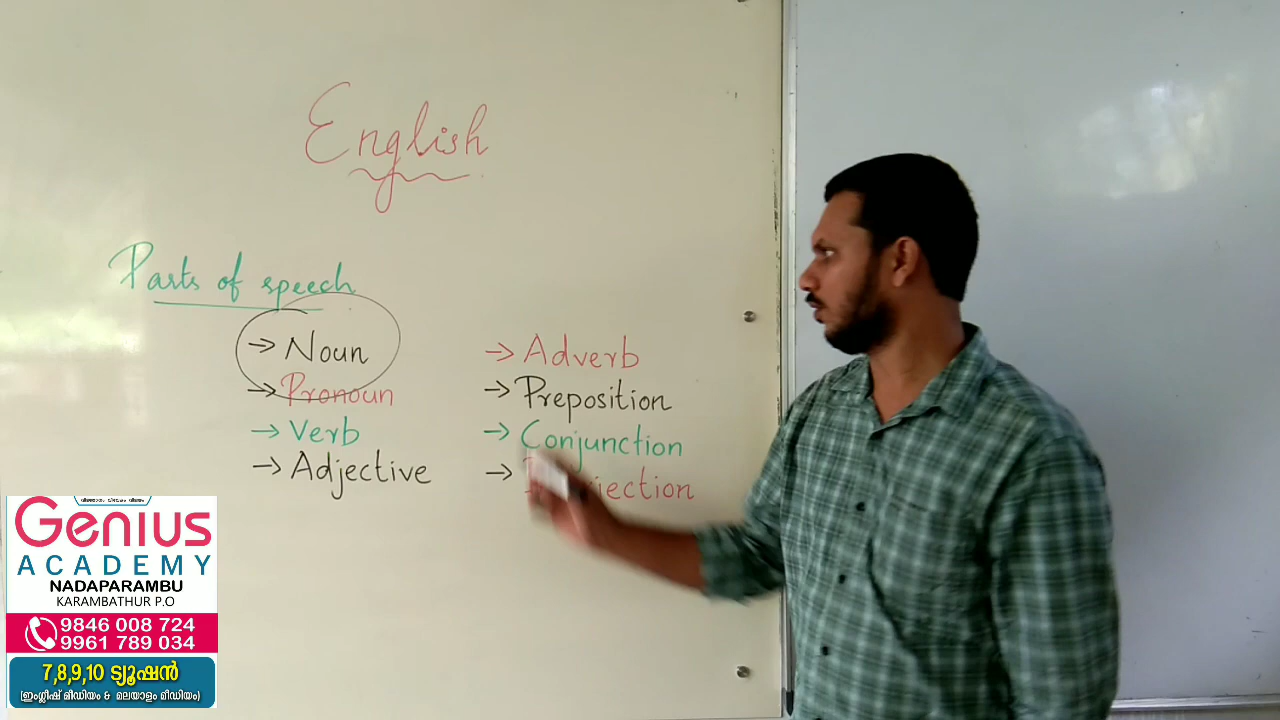 English
Parts of speech
→ Noun
→ Pronoun
→ Verb
→ Adjective
→ Adverb
→ Preposition
→ Conjunction
→ jection
Genius
ACADEMY
NADAPARAMBU
KARAMBATHUR P.O
9846 008 724
9961 789 034
7,8,9,10 ട്യൂഷൻ
(ഇംഗ്ലീഷ് മീഡിയം & മലയാളം മീഡിയം)